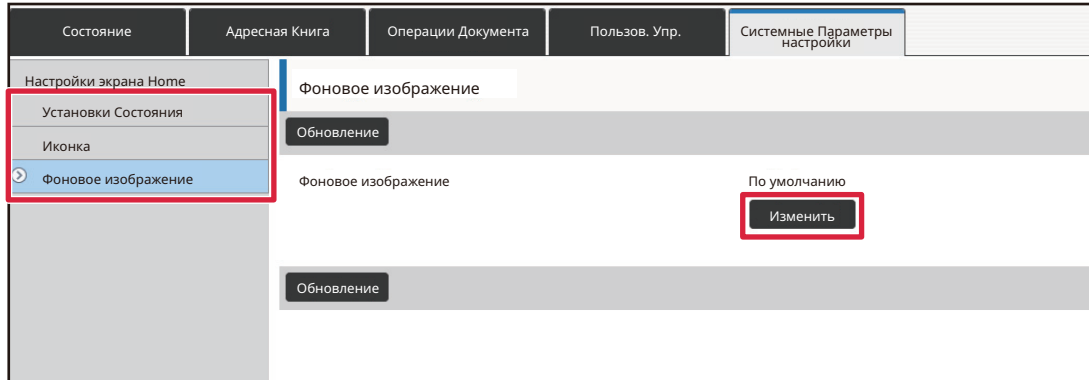 Состояние
Адресная Книга
Операции Документа
Пользов. Упр.
Системные Параметры
настройки
Настройки экрана Home
Установки Состояния
Иконка
Фоновое изображение
Фоновое изображение
Обновление
Фоновое изображение
По умолчанию
Изменить
Обновление